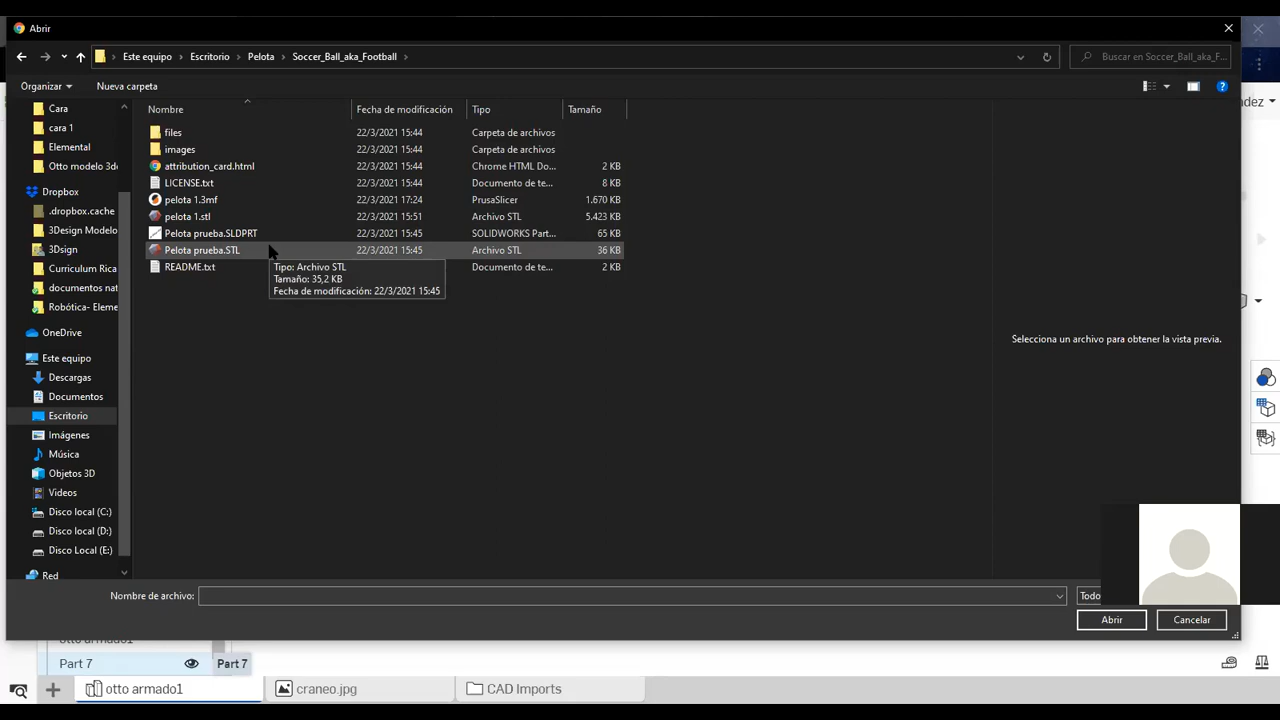 Abrir
Este equipo > Escritorio > Pelota > Soccer_Ball_aka_Football >
Buscar en Soccer_Ball_aka_F...
Organizar
Nueva carpeta
Cara
cara 1
Elemental
Otto modelo 3d
Dropbox
.dropbox.cache
3Design Modelo
3Dsign
Curriculum Rica
documentos nat
Robótica- Eleme
OneDrive
Este equipo
Descargas
Documentos
Escritorio
Imágenes
Música
Objetos 3D
Videos
Disco local (C:)
Disco local (D:)
Disco Local (E:)
Red
Nombre Fecha de modificación Tipo Tamaño
files 22/3/2021 15:44 Carpeta de archivos
images 22/3/2021 15:44 Carpeta de archivos
attribution_card.html 22/3/2021 15:44 Chrome HTML Do... 2 KB
LICENSE.txt 22/3/2021 15:44 Documento de te... 8 KB
pelota 1.3mf 22/3/2021 17:24 PrusaSlicer 1.670 KB
pelota 1.stl 22/3/2021 15:51 Archivo STL 5.423 KB
Pelota prueba.SLDPRT 22/3/2021 15:45 SOLIDWORKS Part... 65 KB
Pelota prueba.STL 22/3/2021 15:45 Archivo STL 36 KB
README.txt 22/3/2021 15:44 Documento de te... 2 KB
Tipo: Archivo STL
Tamaño: 35,2 KB
Fecha de modificación: 22/3/2021 15:45
Selecciona un archivo para obtener la vista previa.
Nombre de archivo:
Todo
Abrir
Cancelar
Part 7
Part 7
otto armado1
craneo.jpg
CAD Imports